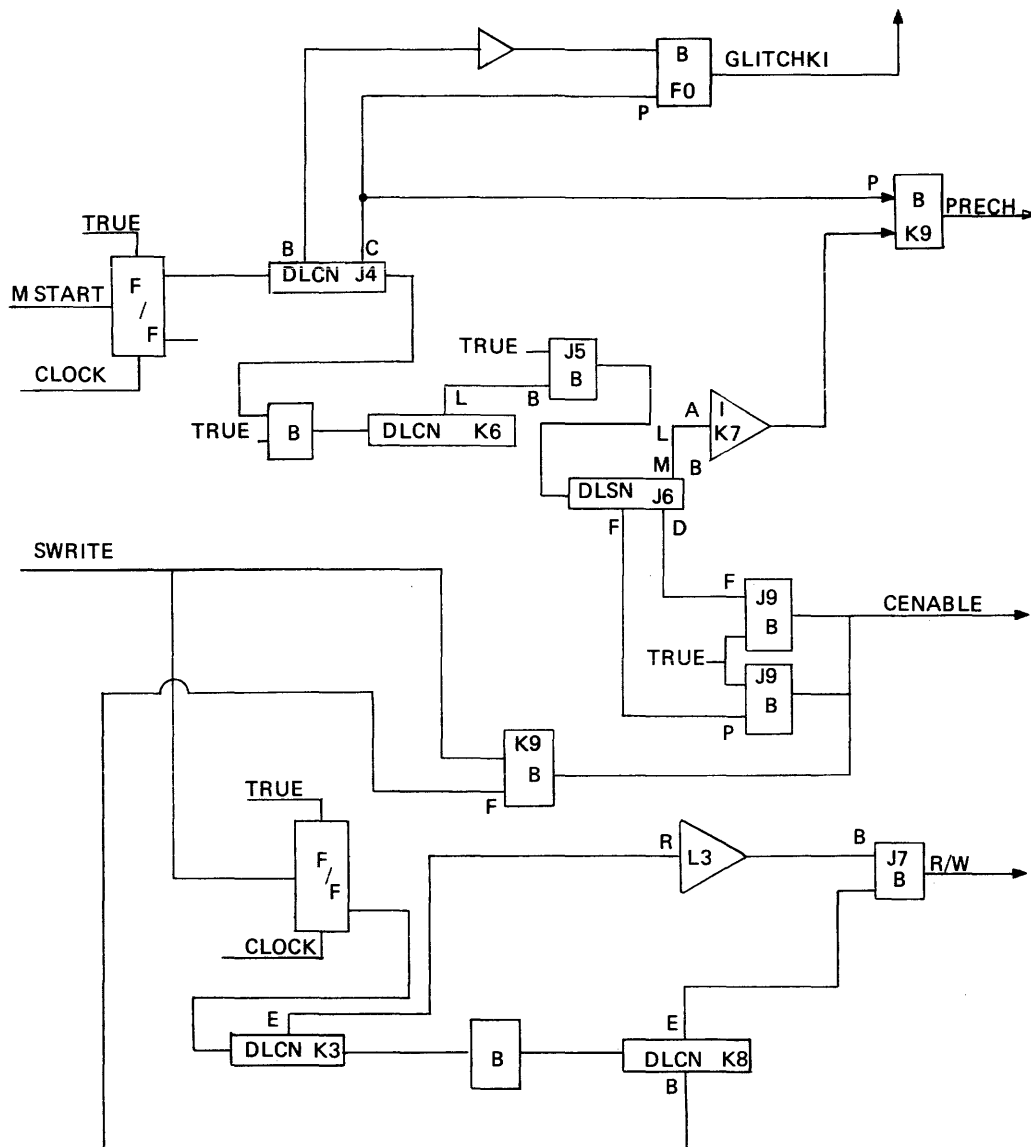 B
F0
GLITCHKI
P
P
B
K9
PRECH
TRUE
B
C
DLCN J4
M START
F
/
F
CLOCK
TRUE
J5
B
L
B
TRUE
B
DLCN K6
A
I
K7
L
M
B
DLSN J6
F
D
SWRITE
F
J9
B
CENABLE
TRUE
J9
B
P
K9
B
F
TRUE
F
/
F
CLOCK
R
L3
B
J7
B
R/W
E
DLCN K3
B
E
DLCN K8
B